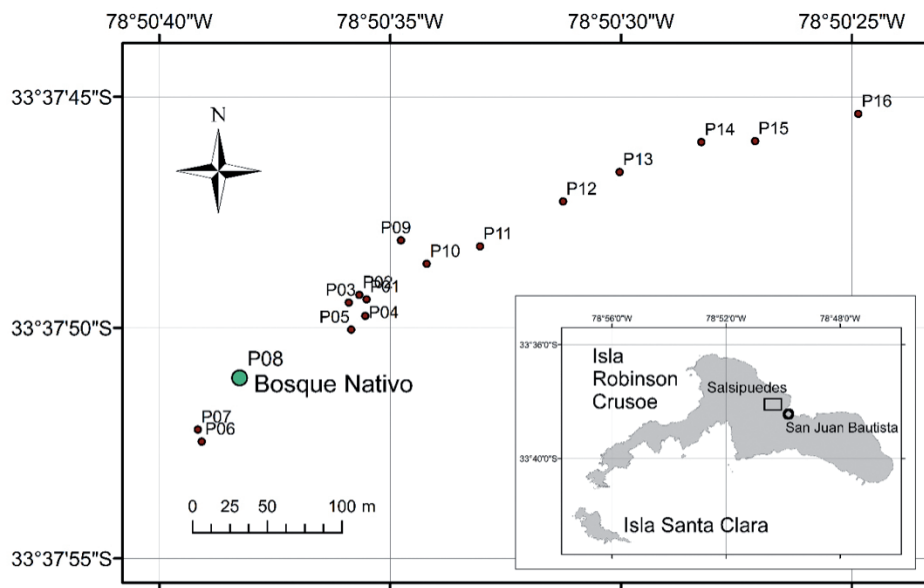 78°50'40"W 78°50'35"W 78°50'30"W 78°50'25"W
33°37'45"S
N
P16
P14 P15
P13
P12
P09
P11
P10
P02
P01
P03
P04
P05
33°37'50"S
P08
Bosque Nativo
P07
P06
0 25 50 100 m
33°37'55"S
78°56'0"W 78°52'0"W 78°48'0"W
33°36'0"S
Isla
Robinson
Crusoe
Salsipuedes
San Juan Bautista
33°40'0"S
Isla Santa Clara